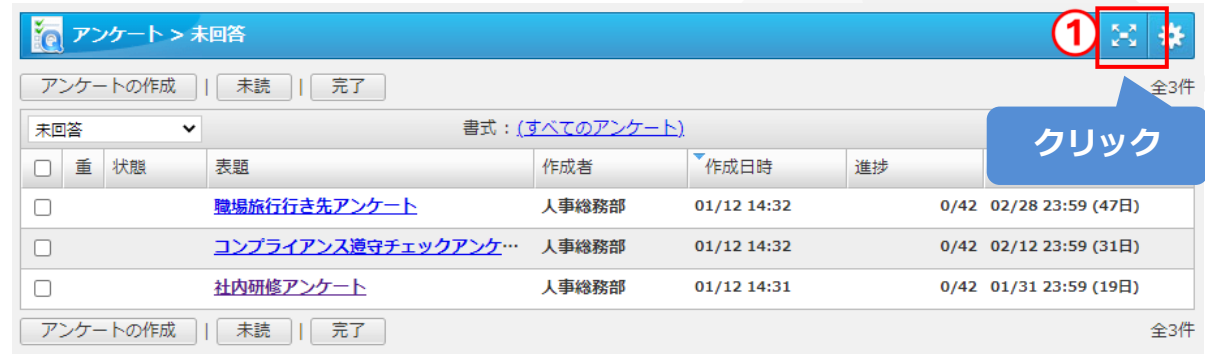 アンケート > 未回答
①
アンケートの作成 | 未読 | 完了
全3件
未回答 書式：(すべてのアンケート)
クリック
重 状態 表題 作成者 作成日時 進捗
職場旅行行き先アンケート 人事総務部 01/12 14:32 0/42 02/28 23:59 (47日)
コンプライアンス遵守チェックアンケ… 人事総務部 01/12 14:32 0/42 02/12 23:59 (31日)
社内研修アンケート 人事総務部 01/12 14:31 0/42 01/31 23:59 (19日)
アンケートの作成 | 未読 | 完了 全3件